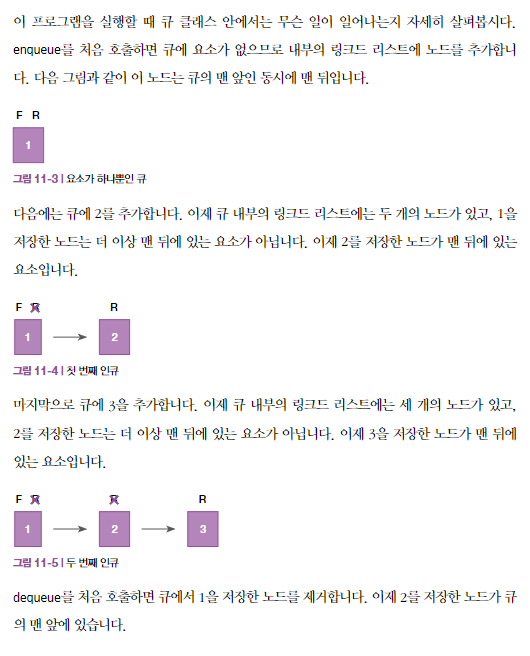 이 프로그램을 실행할 때 큐 클래스 안에서는 무슨 일이 일어나는지 자세히 살펴봅시다.
enqueue를 처음 호출하면 큐에 요소가 없으므로 내부의 링크드 리스트에 노드를 추가합니
다. 다음 그림과 같이 이 노드는 큐의 맨 앞인 동시에 맨 뒤입니다.
F R
1
그림 11-3 | 요소가 하나뿐인 큐
다음에는 큐에 2를 추가합니다. 이제 큐 내부의 링크드 리스트에는 두 개의 노드가 있고, 1을
저장한 노드는 더 이상 맨 뒤에 있는 요소가 아닙니다. 이제 2를 저장한 노드가 맨 뒤에 있는
요소입니다.
F R R
1 2
그림 11-4 | 첫 번째 인큐
마지막으로 큐에 3을 추가합니다. 이제 큐 내부의 링크드 리스트에는 세 개의 노드가 있고,
2를 저장한 노드는 더 이상 맨 뒤에 있는 요소가 아닙니다. 이제 3을 저장한 노드가 맨 뒤에
있는 요소입니다.
F R R R
1 2 3
그림 11-5 | 두 번째 인큐
dequeue를 처음 호출하면 큐에서 1을 저장한 노드를 제거합니다. 이제 2를 저장한 노드가 큐
의 맨 앞에 있습니다.